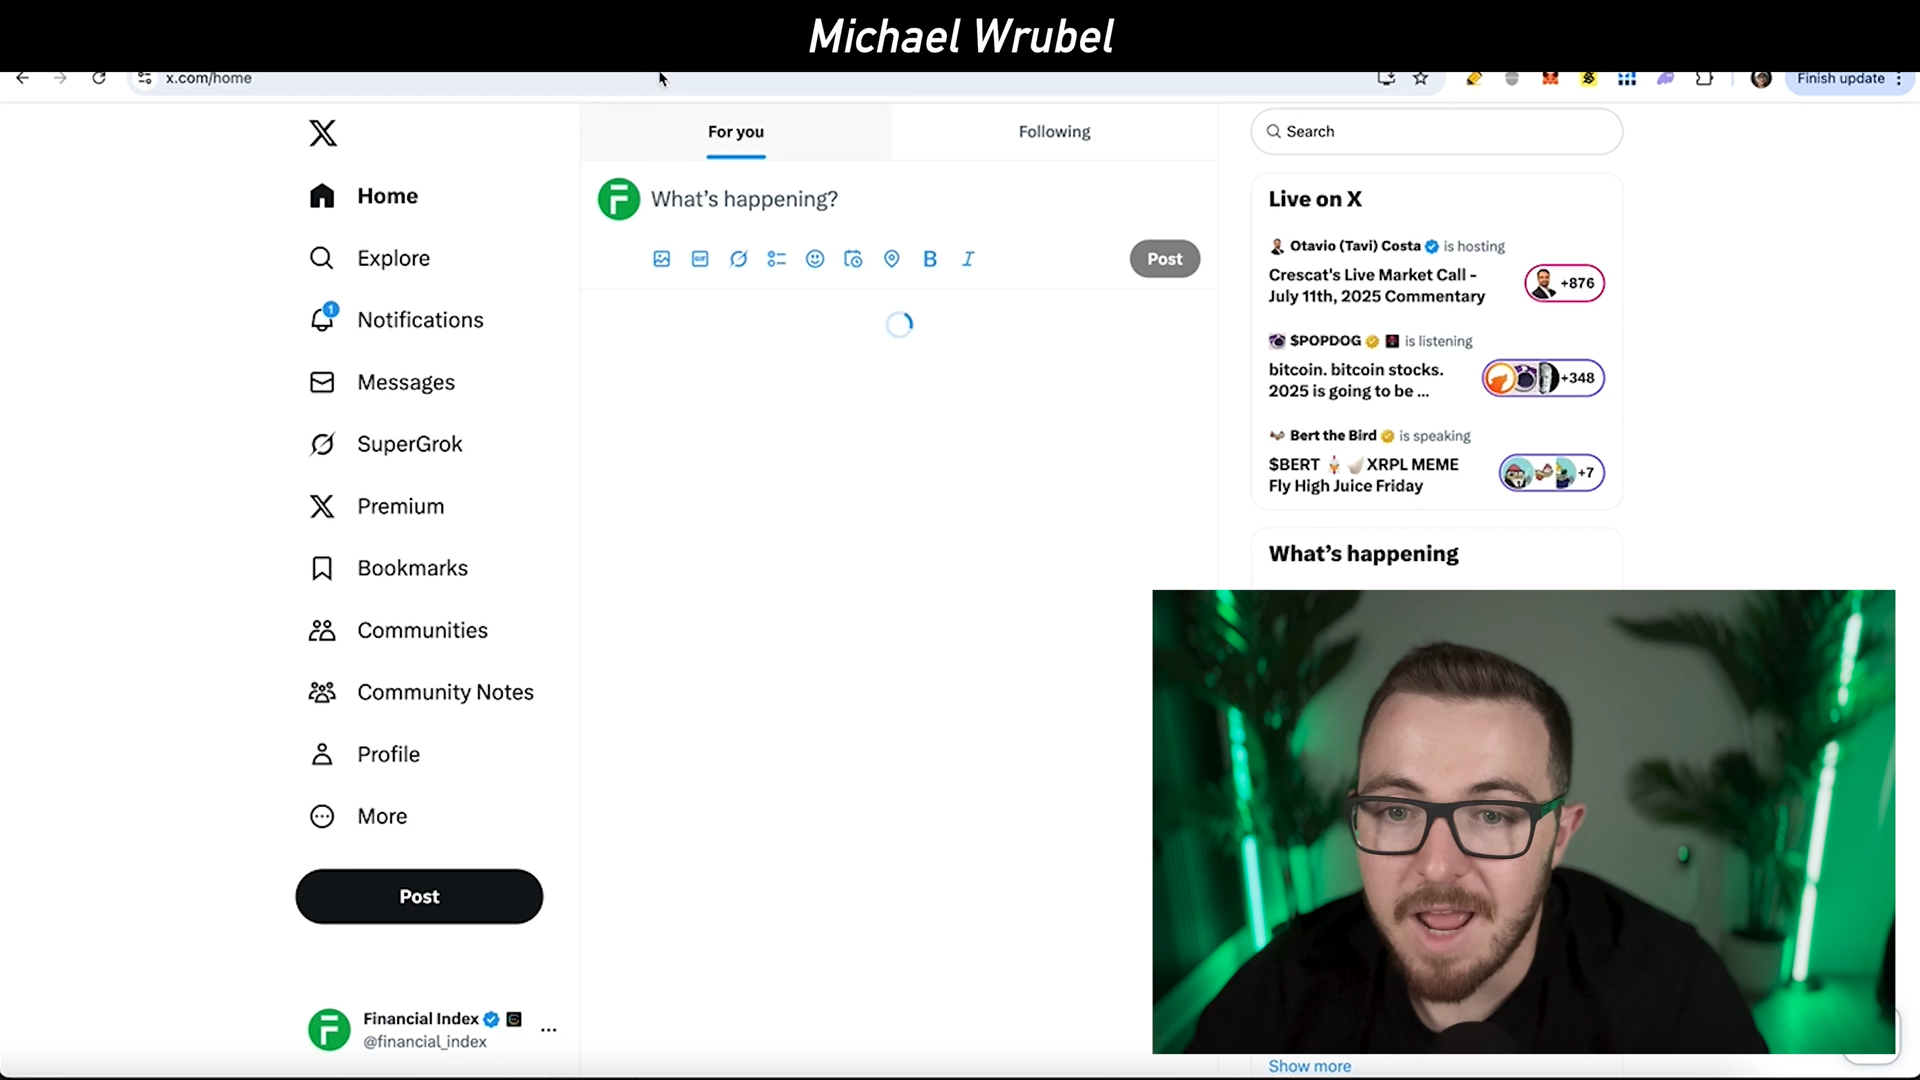 Michael Wrubel
x.com/home
Finish update
For you
Following
Search
Home
Explore
1
Notifications
Messages
SuperGrok
Premium
Bookmarks
Communities
Community Notes
Profile
More
Post
Financial Index
@financial_index
What's happening?
GIF
B I
Post
Live on X
Otavio (Tavi) Costa is hosting
Crescat's Live Market Call -
July 11th, 2025 Commentary
+876
$POPDOG is listening
bitcoin. bitcoin stocks.
2025 is going to be ...
+348
Bert the Bird is speaking
$BERT XRPL MEME
Fly High Juice Friday
+7
What's happening
Show more